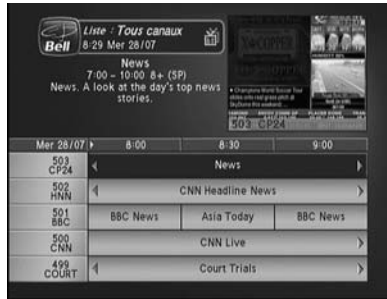 Bell
Liste : Tous canaux
8:29 Mer 28/07
News
7:00 - 10:00 8+ (SP)
News. A look at the day's top news
stories.
503 CP24
Mer 28/07 8:00 8:30 9:00
503
CP24
News
502
HNN
CNN Headline News
501
BBC
BBC News Asia Today BBC News
500
CNN
CNN Live
499
COURT
Court Trials